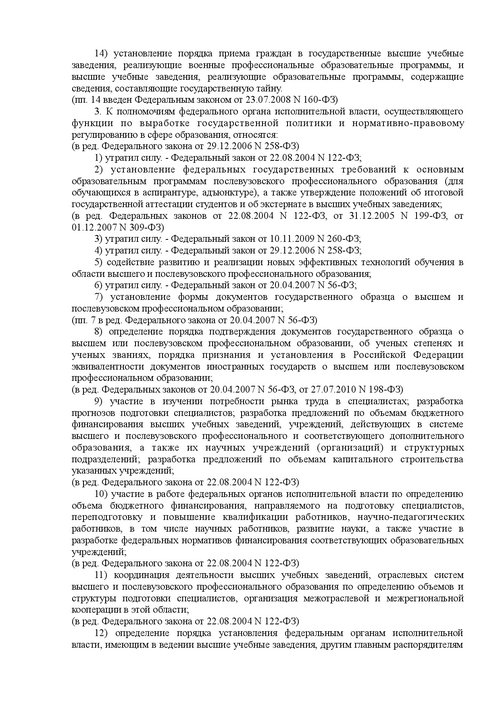 14) установление порядка приема граждан в государственные высшие учебные
заведения, реализующие военные профессиональные образовательные программы, и
высшие учебные заведения, реализующие образовательные программы, содержащие
сведения, составляющие государственную тайну.
(пп. 14 введен Федеральным законом от 23.07.2008 N 160-ФЗ)
3. К полномочиям федерального органа исполнительной власти, осуществляющего
функции по выработке государственной политики и нормативно-правовому
регулированию в сфере образования, относятся:
(в ред. Федерального закона от 29.12.2006 N 258-ФЗ)
1) утратил силу. - Федеральный закон от 22.08.2004 N 122-ФЗ;
2) установление федеральных государственных требований к основным
образовательным программам послевузовского профессионального образования (для
обучающихся в аспирантуре, адъюнктуре), а также утверждение положений об итоговой
государственной аттестации студентов и об экстернате в высших учебных заведениях;
(в ред. Федеральных законов от 22.08.2004 N 122-ФЗ, от 31.12.2005 N 199-ФЗ, от
01.12.2007 N 309-ФЗ)
3) утратил силу. - Федеральный закон от 10.11.2009 N 260-ФЗ;
4) утратил силу. - Федеральный закон от 29.12.2006 N 258-ФЗ;
5) содействие развитию и реализации новых эффективных технологий обучения в
области высшего и послевузовского профессионального образования;
6) утратил силу. - Федеральный закон от 20.04.2007 N 56-ФЗ;
7) установление формы документов государственного образца о высшем и
послевузовском профессиональном образовании;
(пп. 7 в ред. Федерального закона от 20.04.2007 N 56-ФЗ)
8) определение порядка подтверждения документов государственного образца о
высшем или послевузовском профессиональном образовании, об ученых степенях и
ученых званиях, порядка признания и установления в Российской Федерации
эквивалентности документов иностранных государств о высшем или послевузовском
профессиональном образовании;
(в ред. Федеральных законов от 20.04.2007 N 56-ФЗ, от 27.07.2010 N 198-ФЗ)
9) участие в изучении потребности рынка труда в специалистах; разработка
прогнозов подготовки специалистов; разработка предложений по объемам бюджетного
финансирования высших учебных заведений, учреждений, действующих в системе
высшего и послевузовского профессионального и соответствующего дополнительного
образования, а также их научных учреждений (организаций) и структурных
подразделений; разработка предложений по объемам капитального строительства
указанных учреждений;
(в ред. Федерального закона от 22.08.2004 N 122-ФЗ)
10) участие в работе федеральных органов исполнительной власти по определению
объема бюджетного финансирования, направляемого на подготовку специалистов,
переподготовку и повышение квалификации работников, научно-педагогических
работников, в том числе научных работников, развитие науки, а также участие в
разработке федеральных нормативов финансирования соответствующих образовательных
учреждений;
(в ред. Федерального закона от 22.08.2004 N 122-ФЗ)
11) координация деятельности высших учебных заведений, отраслевых систем
высшего и послевузовского профессионального образования по определению объемов и
структуры подготовки специалистов, организация межотраслевой и межрегиональной
кооперации в этой области;
(в ред. Федерального закона от 22.08.2004 N 122-ФЗ)
12) определение порядка установления федеральным органам исполнительной
власти, имеющим в ведении высшие учебные заведения, другим главным распорядителям